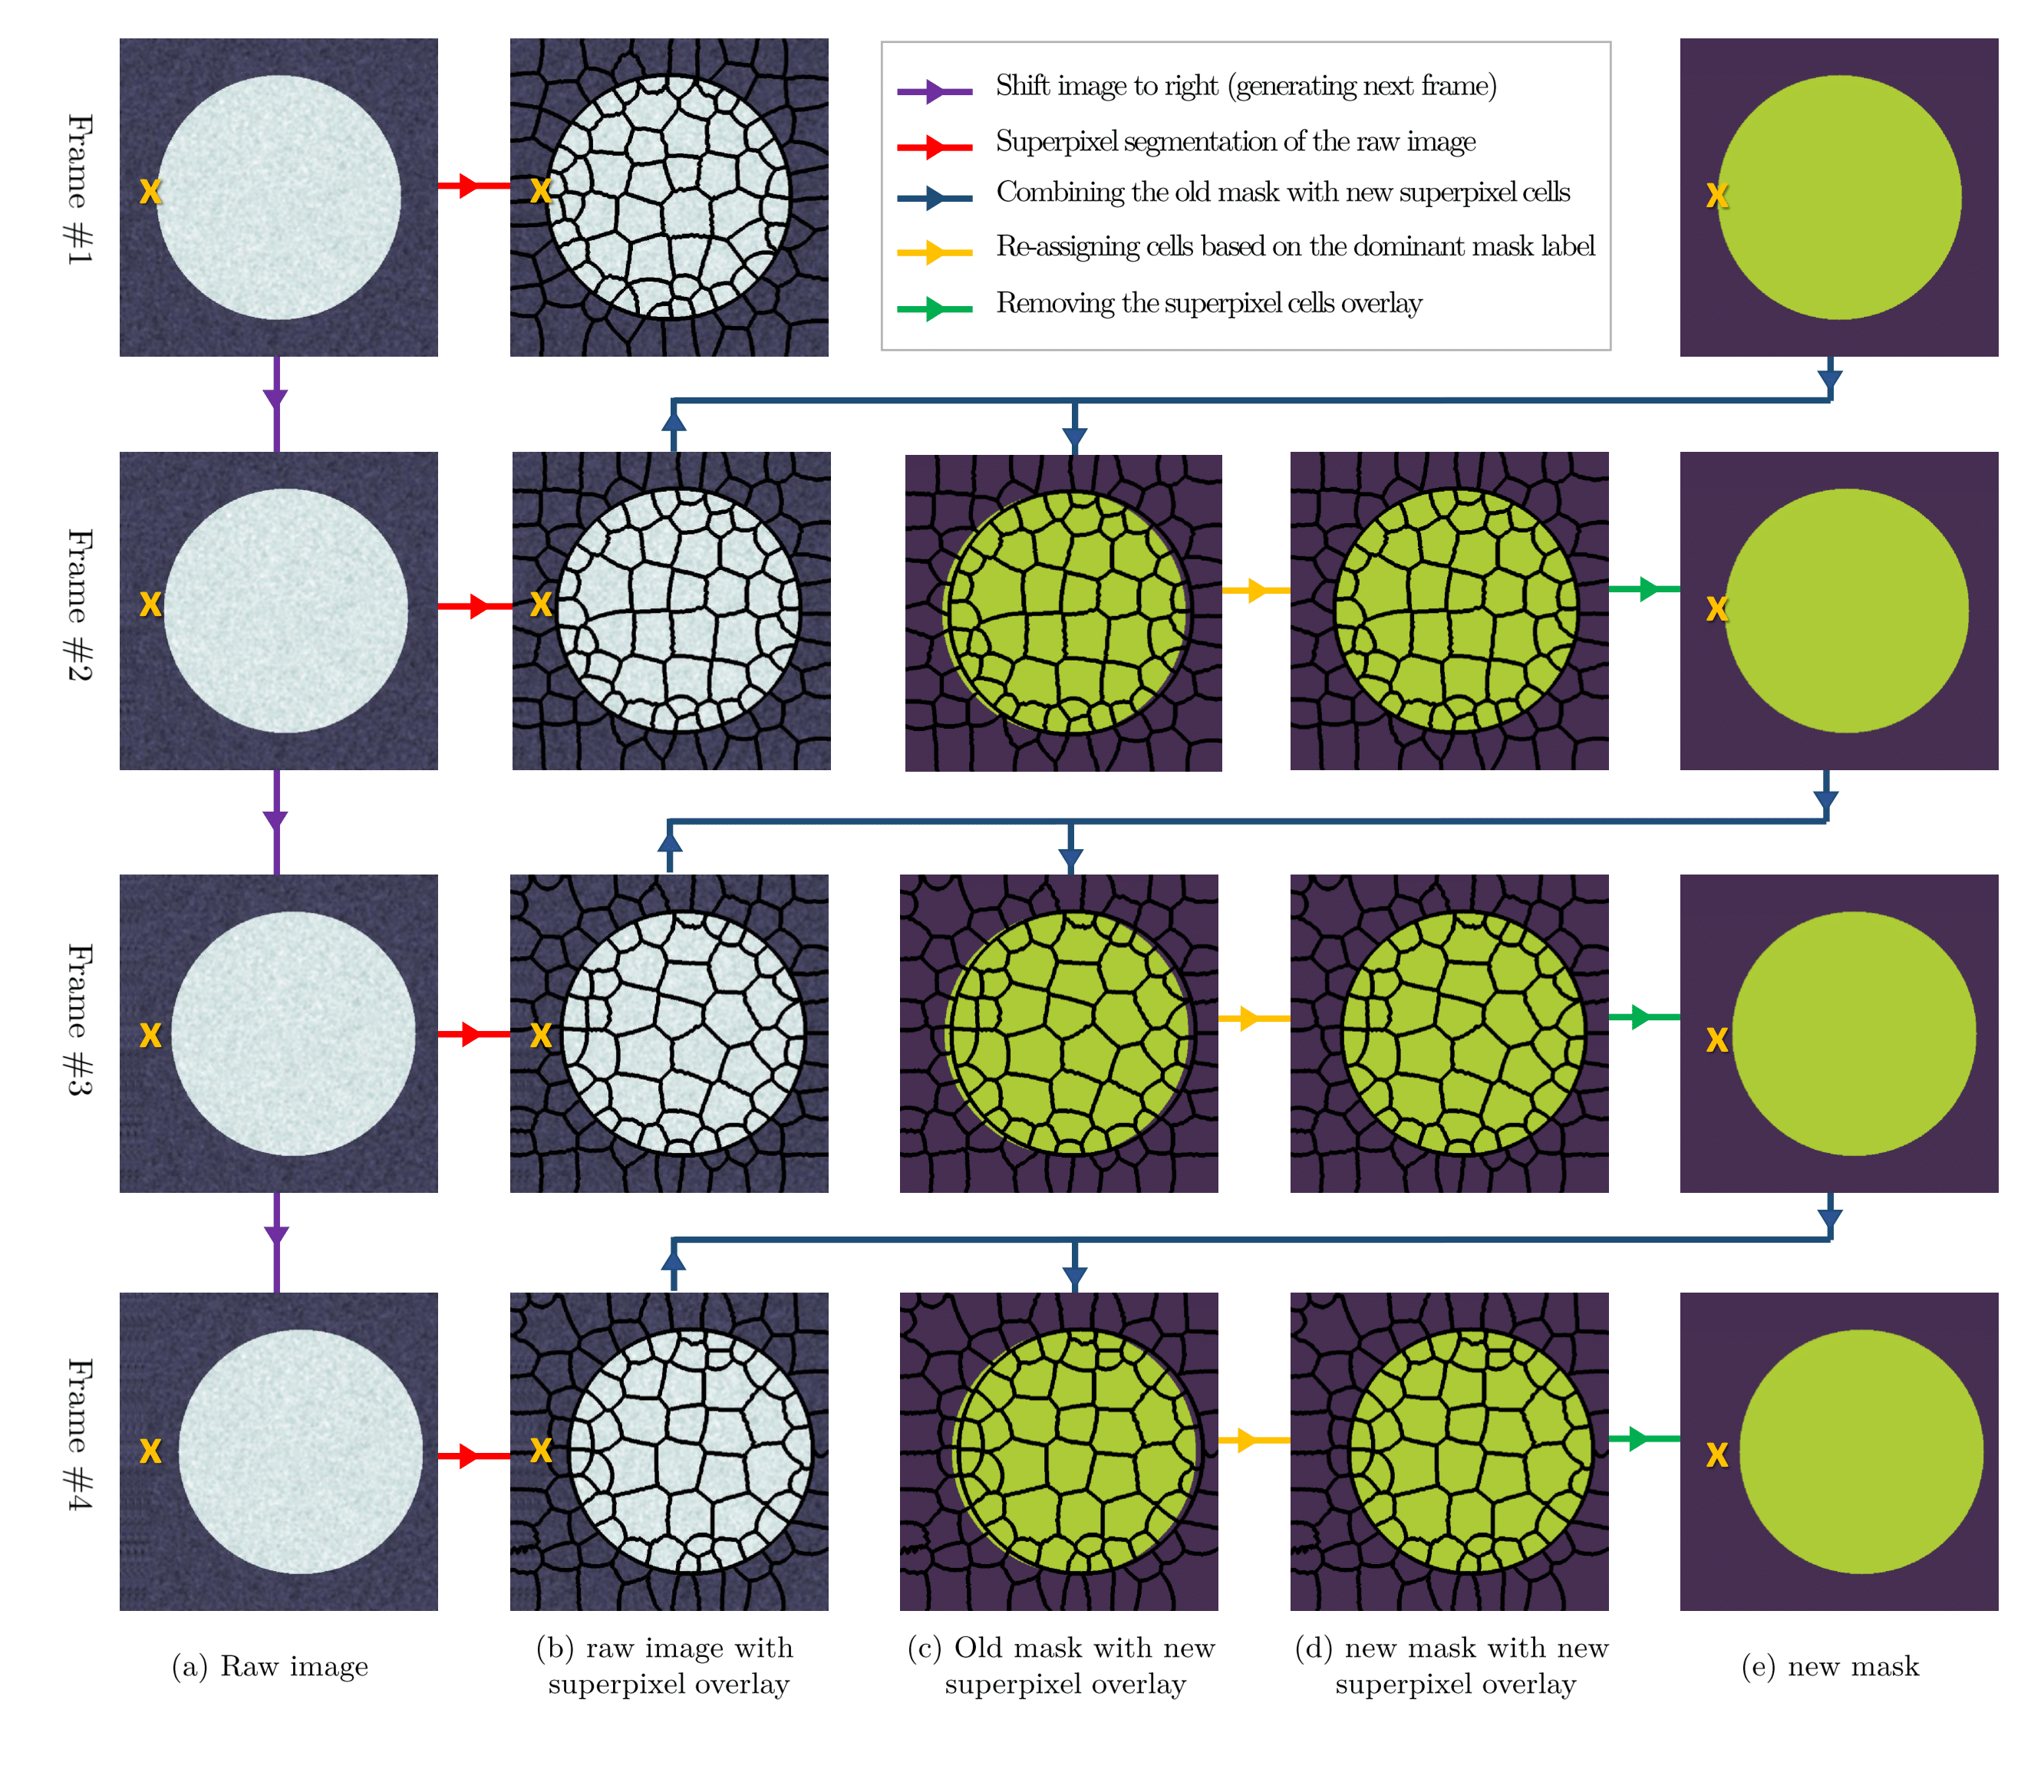 Frame #1
X
X
Shift image to right (generating next frame)
Superpixel segmentation of the raw image
Combining the old mask with new superpixel cells
Re-assigning cells based on the dominant mask label
Removing the superpixel cells overlay
X
Frame #2
X
X
X
Frame #3
X
X
X
Frame #4
X
X
X
(a) Raw image
(b) raw image with
superpixel overlay
(c) Old mask with new
superpixel overlay
(d) new mask with new
superpixel overlay
(e) new mask